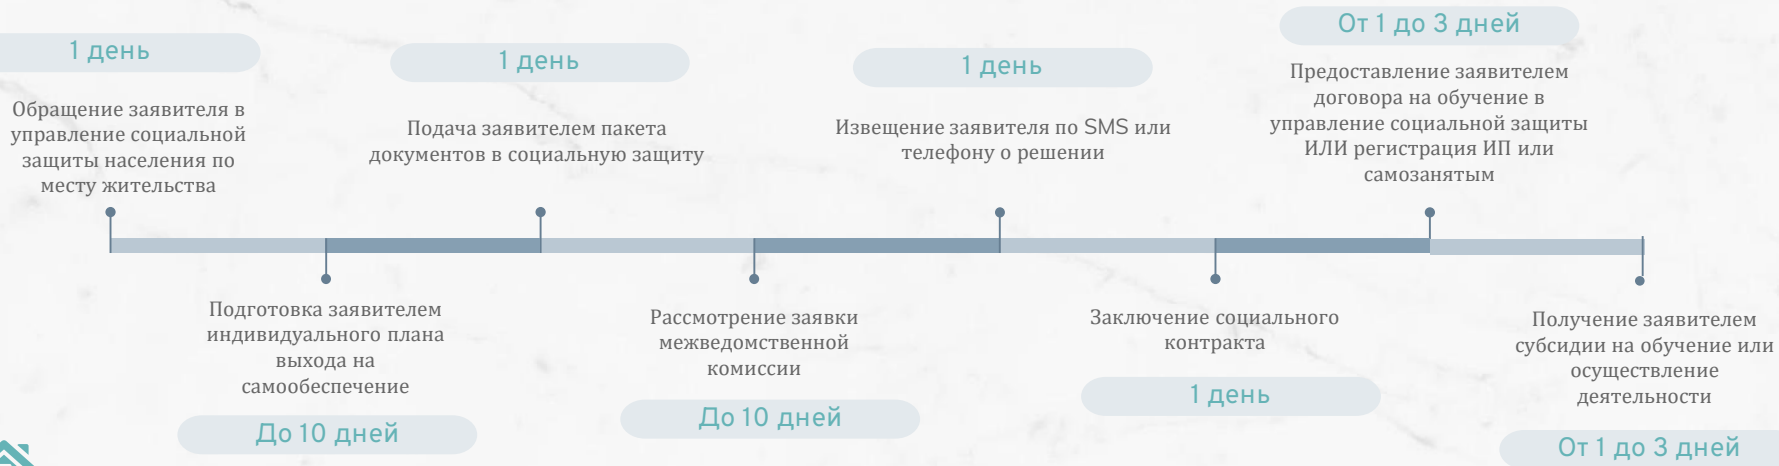 1 день
Обращение заявителя в
управление социальной
защиты населения по
месту жительства
Подготовка заявителем
индивидуального плана
выхода на
самообеспечение
До 10 дней
1 день
Подача заявителем пакета
документов в социальную защиту
Рассмотрение заявки
межведомственной
комиссии
До 10 дней
1 день
Извещение заявителя по SMS или
телефону о решении
Заключение социального
контракта
1 день
От 1 до 3 дней
Предоставление заявителем
договора на обучение в
управление социальной защиты
ИЛИ регистрация ИП или
самозанятым
Получение заявителем
субсидии на обучение или
осуществление
деятельности
От 1 до 3 дней